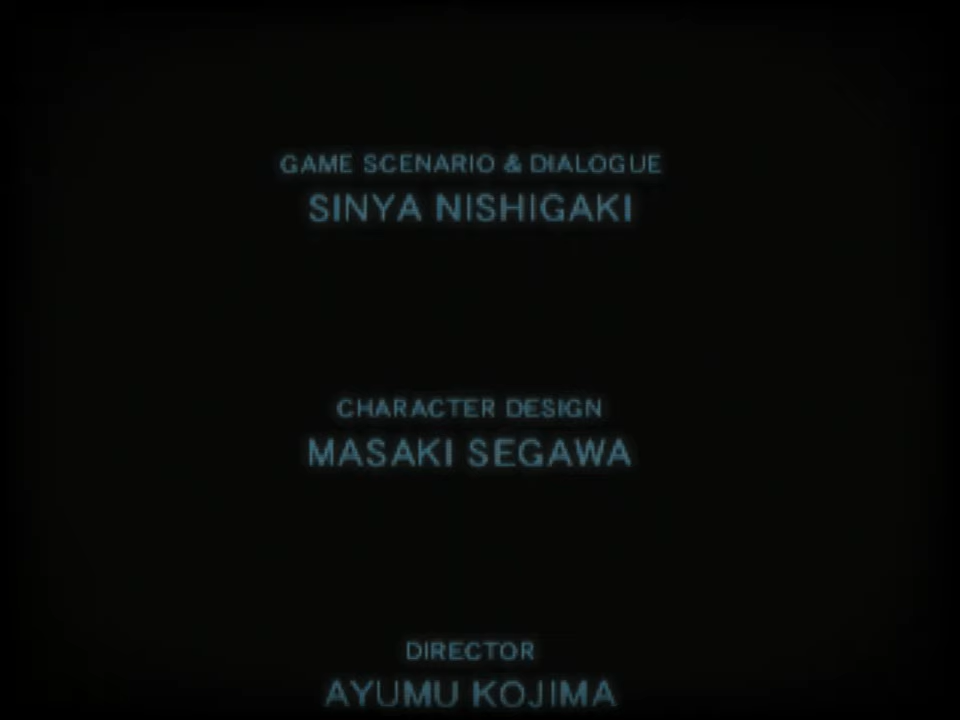 GAME SCENARIO & DIALOGUE
SINYA NISHIGAKI
CHARACTER DESIGN
MASAKI SEGAWA
DIRECTOR
AYUMU KOJIMA